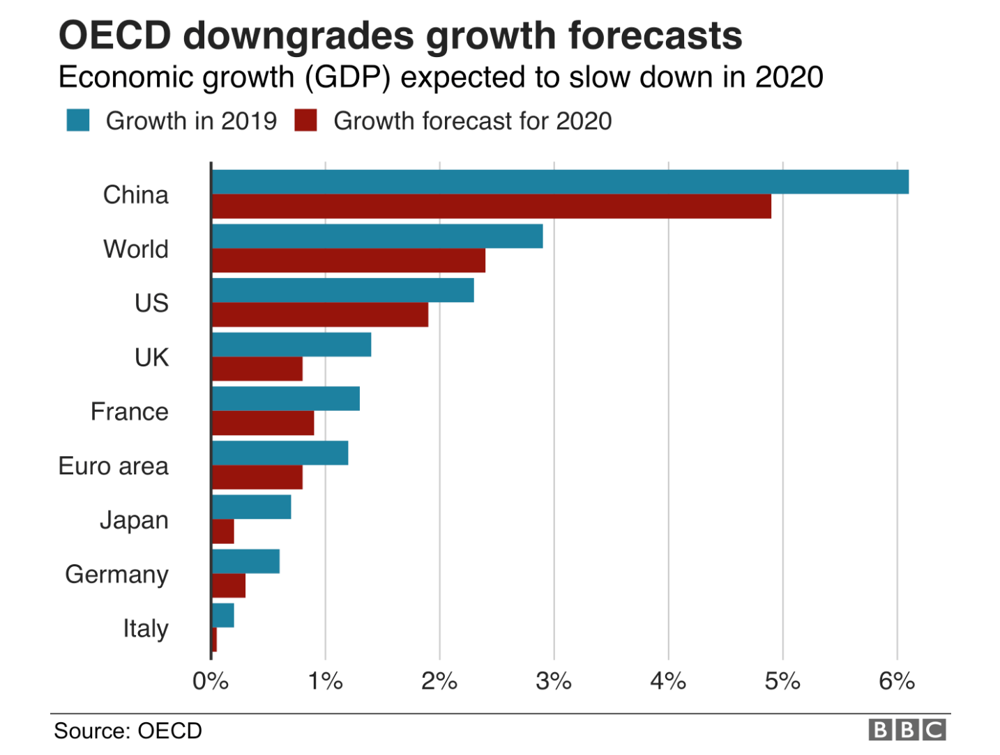 OECD downgrades growth forecasts
Economic growth (GDP) expected to slow down in 2020
Growth in 2019 Growth forecast for 2020
China
World
US
UK
France
Euro area
Japan
Germany
Italy
0% 1% 2% 3% 4% 5% 6%
Source: OECD BBC